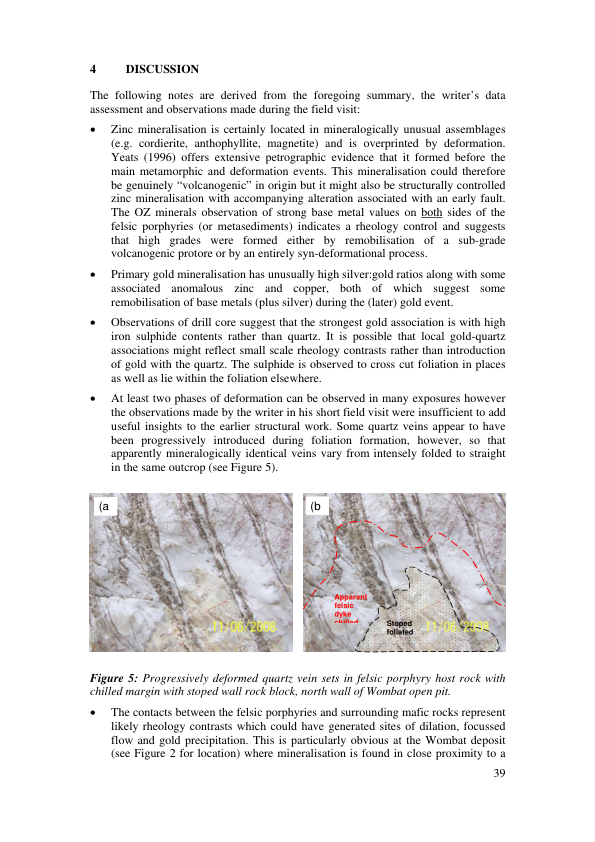 4 DISCUSSION
The following notes are derived from the foregoing summary, the writer’s data
assessment and observations made during the field visit:
• Zinc mineralisation is certainly located in mineralogically unusual assemblages
(e.g. cordierite, anthophyllite, magnetite) and is overprinted by deformation.
Yeats (1996) offers extensive petrographic evidence that it formed before the
main metamorphic and deformation events. This mineralisation could therefore
be genuinely “volcanogenic” in origin but it might also be structurally controlled
zinc mineralisation with accompanying alteration associated with an early fault.
The OZ minerals observation of strong base metal values on both sides of the
felsic porphyries (or metasediments) indicates a rheology control and suggests
that high grades were formed either by remobilisation of a sub-grade
volcanogenic protore or by an entirely syn-deformational process.
• Primary gold mineralisation has unusually high silver:gold ratios along with some
associated anomalous zinc and copper, both of which suggest some
remobilisation of base metals (plus silver) during the (later) gold event.
• Observations of drill core suggest that the strongest gold association is with high
iron sulphide contents rather than quartz. It is possible that local gold-quartz
associations might reflect small scale rheology contrasts rather than introduction
of gold with the quartz. The sulphide is observed to cross cut foliation in places
as well as lie within the foliation elsewhere.
• At least two phases of deformation can be observed in many exposures however
the observations made by the writer in his short field visit were insufficient to add
useful insights to the earlier structural work. Some quartz veins appear to have
been progressively introduced during foliation formation, however, so that
apparently mineralogically identical veins vary from intensely folded to straight
in the same outcrop (see Figure 5).
(a
(b
Apparent
felsic
dyke
chilled
Stoped
foliated
11/06/2008
11/06/2008
Figure 5: Progressively deformed quartz vein sets in felsic porphyry host rock with
chilled margin with stoped wall rock block, north wall of Wombat open pit.
• The contacts between the felsic porphyries and surrounding mafic rocks represent
likely rheology contrasts which could have generated sites of dilation, focussed
flow and gold precipitation. This is particularly obvious at the Wombat deposit
(see Figure 2 for location) where mineralisation is found in close proximity to a
39